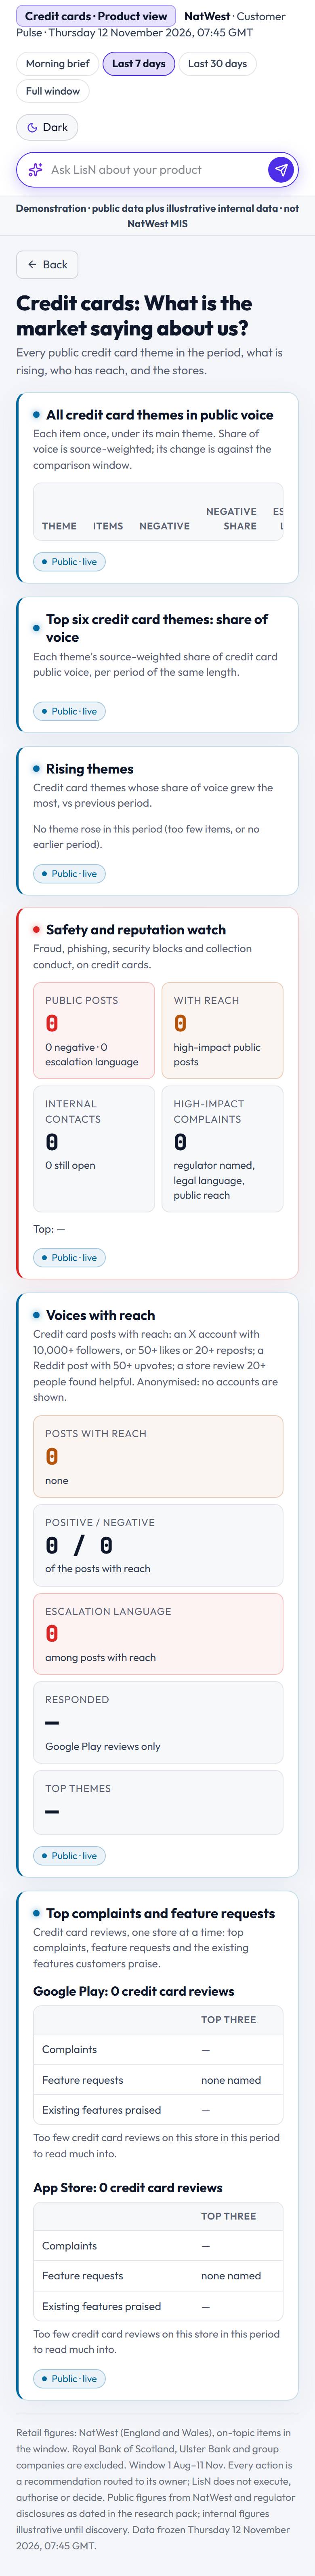 Credit cards · Product view NatWest · Customer
Pulse · Thursday 12 November 2026, 07:45 GMT
Morning brief Last 7 days Last 30 days
Full window
Dark
Ask LisN about your product
Demonstration · public data plus illustrative internal data · not
NatWest MIS
← Back
Credit cards: What is the
market saying about us?
Every public credit card theme in the period, what is
rising, who has reach, and the stores.
All credit card themes in public voice
Each item once, under its main theme. Share of
voice is source-weighted; its change is against the
comparison window.
NEGATIVE
THEME ITEMS NEGATIVE SHARE
Public · live
Top six credit card themes: share of
voice
Each theme's source-weighted share of credit card
public voice, per period of the same length.
Public · live
Rising themes
Credit card themes whose share of voice grew the
most, vs previous period.
No theme rose in this period (too few items, or no
earlier period).
Public · live
Safety and reputation watch
Fraud, phishing, security blocks and collection
conduct, on credit cards.
PUBLIC POSTS
0
0 negative · 0
escalation language
WITH REACH
0
high-impact public
posts
INTERNAL
CONTACTS
0
0 still open
HIGH-IMPACT
COMPLAINTS
0
regulator named,
legal language,
public reach
Top: —
Public · live
Voices with reach
Credit card posts with reach: an X account with
10,000+ followers, or 50+ likes or 20+ reposts; a
Reddit post with 50+ upvotes; a store review 20+
people found helpful. Anonymised: no accounts are
shown.
POSTS WITH REACH
0
none
POSITIVE / NEGATIVE
0 / 0
of the posts with reach
ESCALATION LANGUAGE
0
among posts with reach
RESPONDED
—
Google Play reviews only
TOP THEMES
—
Public · live
Top complaints and feature requests
Credit card reviews, one store at a time: top
complaints, feature requests and the existing
features customers praise.
Google Play: 0 credit card reviews
TOP THREE
Complaints —
Feature requests none named
Existing features praised —
Too few credit card reviews on this store in this period
to read much into.
App Store: 0 credit card reviews
TOP THREE
Complaints —
Feature requests none named
Existing features praised —
Too few credit card reviews on this store in this period
to read much into.
Public · live
Retail figures: NatWest (England and Wales), on-topic items in
the window. Royal Bank of Scotland, Ulster Bank and group
companies are excluded. Window 1 Aug–11 Nov. Every action is
a recommendation routed to its owner; LisN does not execute,
authorise or decide. Public figures from NatWest and regulator
disclosures as dated in the research pack; internal figures
illustrative until discovery. Data frozen Thursday 12 November
2026, 07:45 GMT.